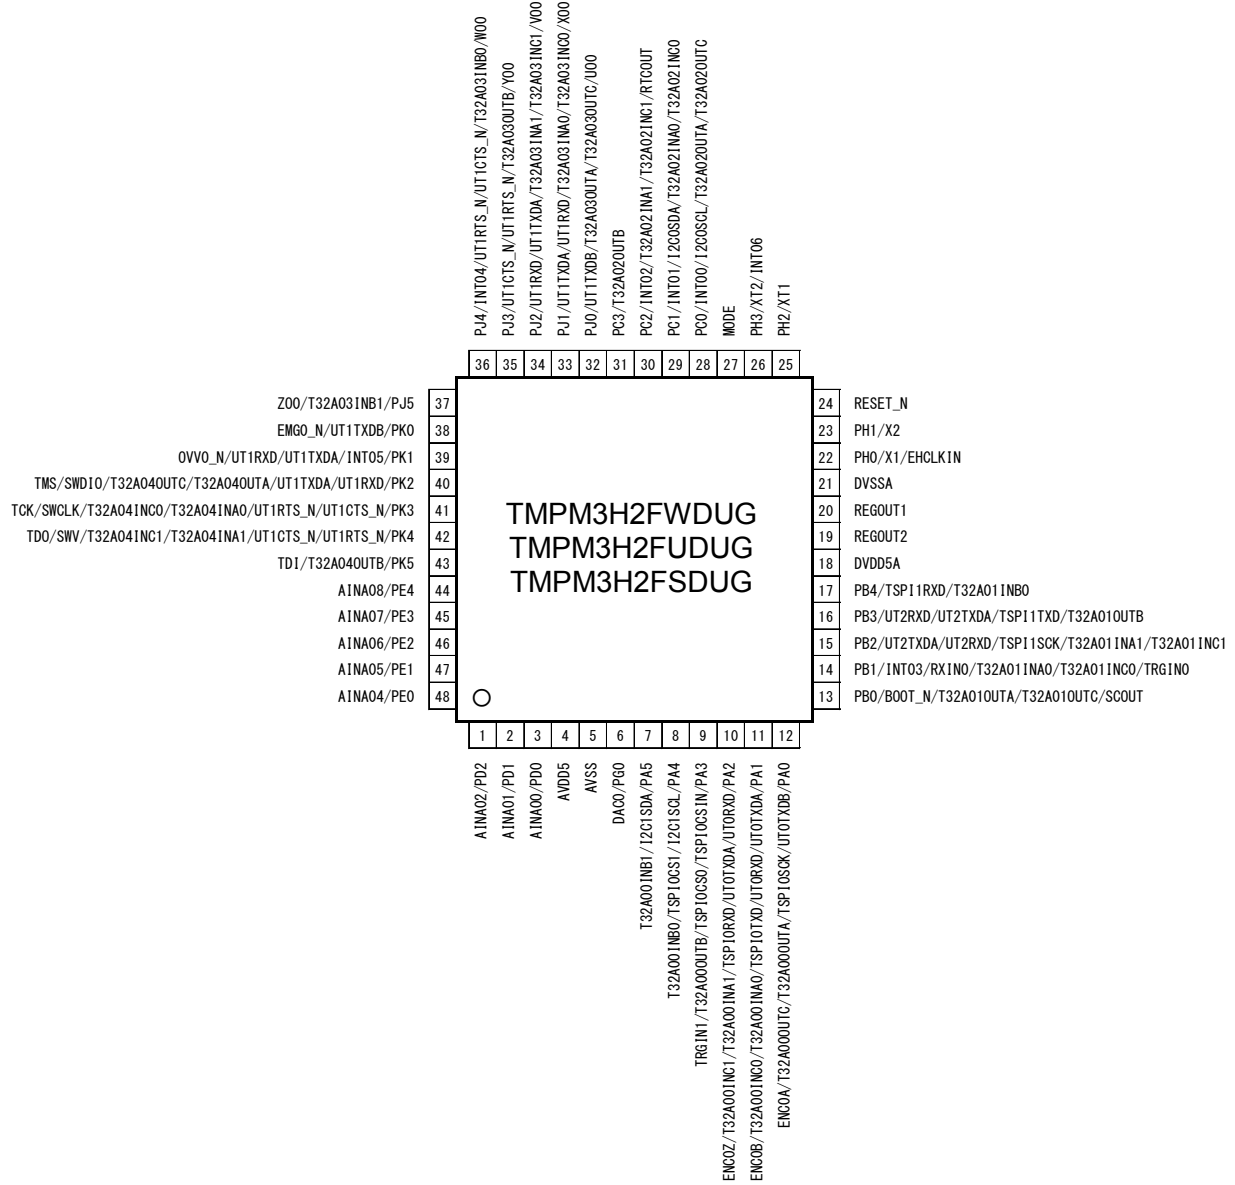 PJ4/INT04/UT1RTS_N/UT1CTS_N/T32A03INB0/WO0
PJ3/UT1CTS_N/UT1RTS_N/T32A03OUTB/YO0
PJ2/UT1RXD/UT1TXDA/T32A03INA1/T32A03INC1/VO0
PJ1/UT1TXDA/UT1RXD/T32A03INA0/T32A03INC0/XO0
PJ0/UT1TXDB/T32A03OUTA/T32A03OUTC/UO0
PC3/T32A02OUTB
PC2/INT02/T32A02INA1/T32A02INC1/RTCOUT
PC1/INT01/I2C0SDA/T32A02INA0/T32A02INC0
PC0/INT00/I2C0SCL/T32A02OUTA/T32A02OUTC
MODE
PH3/XT2/INT06
PH2/XT1
36 35 34 33 32 31 30 29 28 27 26 25
ZO0/T32A03INB1/PJ5 37
EMG0_N/UT1TXDB/PK0 38
OVV0_N/UT1RXD/UT1TXDA/INT05/PK1 39
TMS/SWDIO/T32A04OUTC/T32A04OUTA/UT1TXDA/UT1RXD/PK2 40
TCK/SWCLK/T32A04INC0/T32A04INA0/UT1RTS_N/UT1CTS_N/PK3 41
TDO/SWV/T32A04INC1/T32A04INA1/UT1CTS_N/UT1RTS_N/PK4 42
TDI/T32A04OUTB/PK5 43
AINA08/PE4 44
AINA07/PE3 45
AINA06/PE2 46
AINA05/PE1 47
AINA04/PE0 48
TMPM3H2FWDUG
TMPM3H2FUDUG
TMPM3H2FSDUG
24 RESET_N
23 PH1/X2
22 PH0/X1/EHCLKIN
21 DVSSA
20 REGOUT1
19 REGOUT2
18 DVDD5A
17 PB4/TSPI1RXD/T32A01INB0
16 PB3/UT2RXD/UT2TXDA/TSPI1TXD/T32A01OUTB
15 PB2/UT2TXDA/UT2RXD/TSPI1SCK/T32A01INA1/T32A01INC1
14 PB1/INT03/RXIN0/T32A01INA0/T32A01INC0/TRGIN0
13 PB0/BOOT_N/T32A01OUTA/T32A01OUTC/SCOUT
1 2 3 4 5 6 7 8 9 10 11 12
AINA02/PD2
AINA01/PD1
AINA00/PD0
AVDD5
AVSS
DAC0/PG0
T32A00INB1/I2C1SDA/PA5
T32A00INB0/TSPI0CS1/I2C1SCL/PA4
TRGIN1/T32A00OUTB/TSPI0CS0/TSPI0CSIN/PA3
ENC0Z/T32A00INC1/T32A00INA1/TSPI0RXD/UT0TXDA/UT0RXD/PA2
ENC0B/T32A00INC0/T32A00INA0/TSPI0TXD/UT0RXD/UT0TXDA/PA1
ENC0A/T32A00OUTC/T32A00OUTA/TSPI0SCK/UT0TXDB/PA0